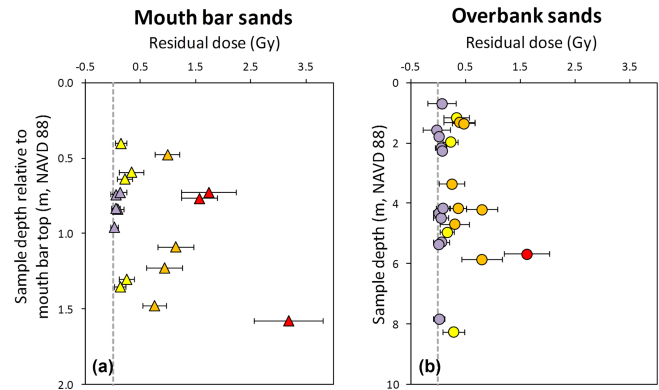 Mouth bar sands
Residual dose (Gy)
-0.5 0.5 1.5 2.5 3.5
0.0
0.5
1.0
1.5
2.0
Sample depth relative to
mouth bar top (m, NAVD 88)
(a)
Overbank sands
Residual dose (Gy)
-0.5 0.5 1.5 2.5 3.5
0
2
4
6
8
10
Sample depth (m, NAVD 88)
(b)